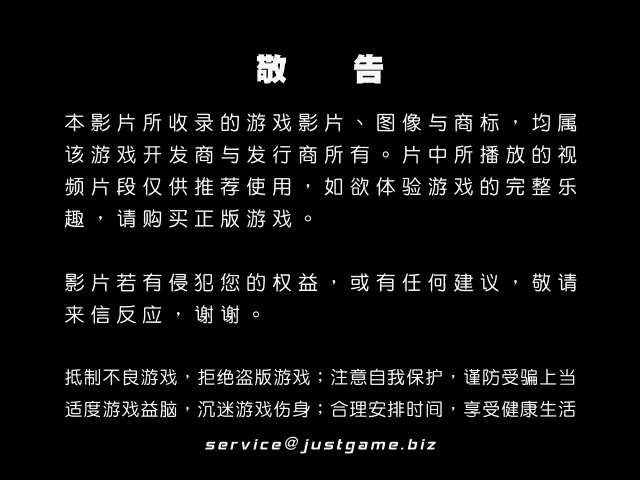 敬 告
本影片所收录的游戏影片、图像与商标，均属
该游戏开发商与发行商所有。片中所播放的视
频片段仅供推荐使用，如欲体验游戏的完整乐
趣，请购买正版游戏。
影片若有侵犯您的权益，或有任何建议，敬请
来信反应，谢谢。
抵制不良游戏，拒绝盗版游戏；注意自我保护，谨防受骗上当
适度游戏益脑，沉迷游戏伤身；合理安排时间，享受健康生活
service@justgame.biz